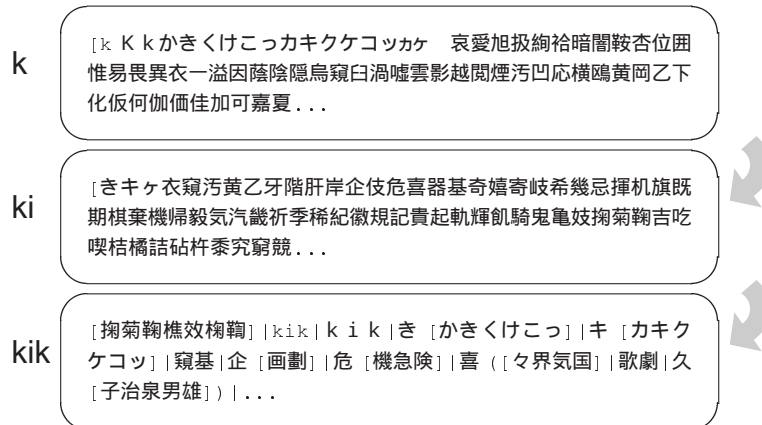 k
[k K ｋかきくけこっカキクケコッヵヶ　哀愛旭扱絢袷暗闇鞍杏位囲
惟易畏異衣一溢因蔭陰隠烏窺臼渦嘘雲影越閲煙汚凹応横鴎黄岡乙下
化仮何伽価佳加可嘉夏...
ki
[きキヶ衣窺汚黄乙牙階肝岸企伎危喜器基奇嬉寄岐希幾忌揮机旗既
期棋棄機帰毅気汽畿祈季稀紀徽規記貴起軌輝飢騎鬼亀妓掬菊鞠吉吃
喫桔橘詰砧杵黍究窮競...
kik
[掬菊鞠樵效椈鞫]|kik|ｋｉｋ|き [かきくけこっ]|キ [カキク
ケコッ]|窺基|企 [画劃]|危 [機急険]|喜 ([々界気国]|歌劇|久
[子治泉男雄])|...